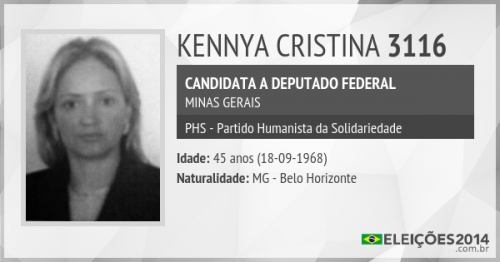 KENNYA CRISTINA 3116
CANDIDATA A DEPUTADO FEDERAL
MINAS GERAIS
PHS - Partido Humanista da Solidariedade
Idade: 45 anos (18-09-1968)
Naturalidade: MG - Belo Horizonte
ELEIÇÕES2014
.com.br